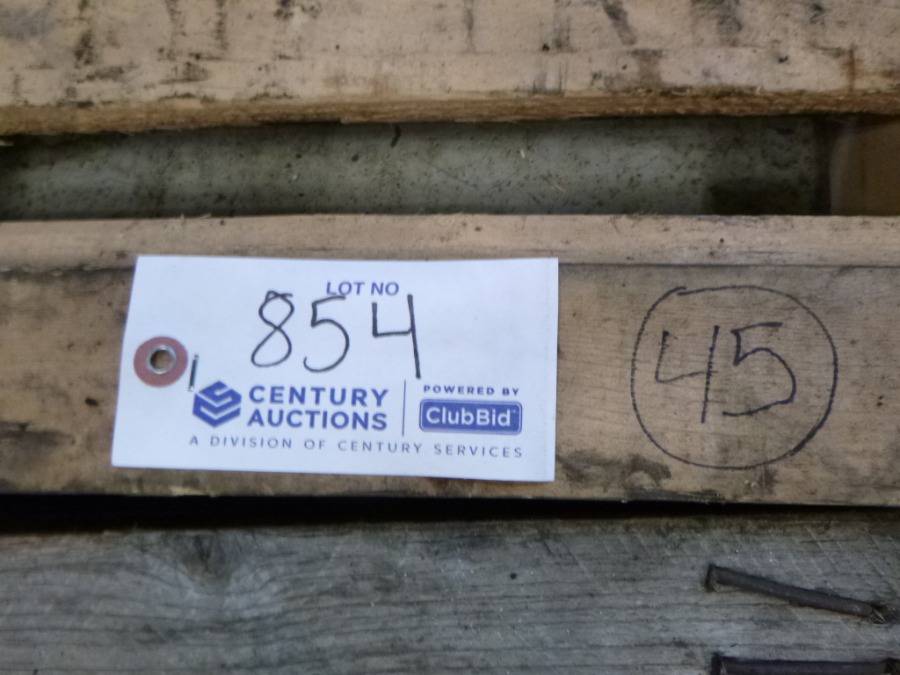 LOT NO
854
CENTURY
AUCTIONS
POWERED BY
ClubBid
A DIVISION OF CENTURY SERVICES
45